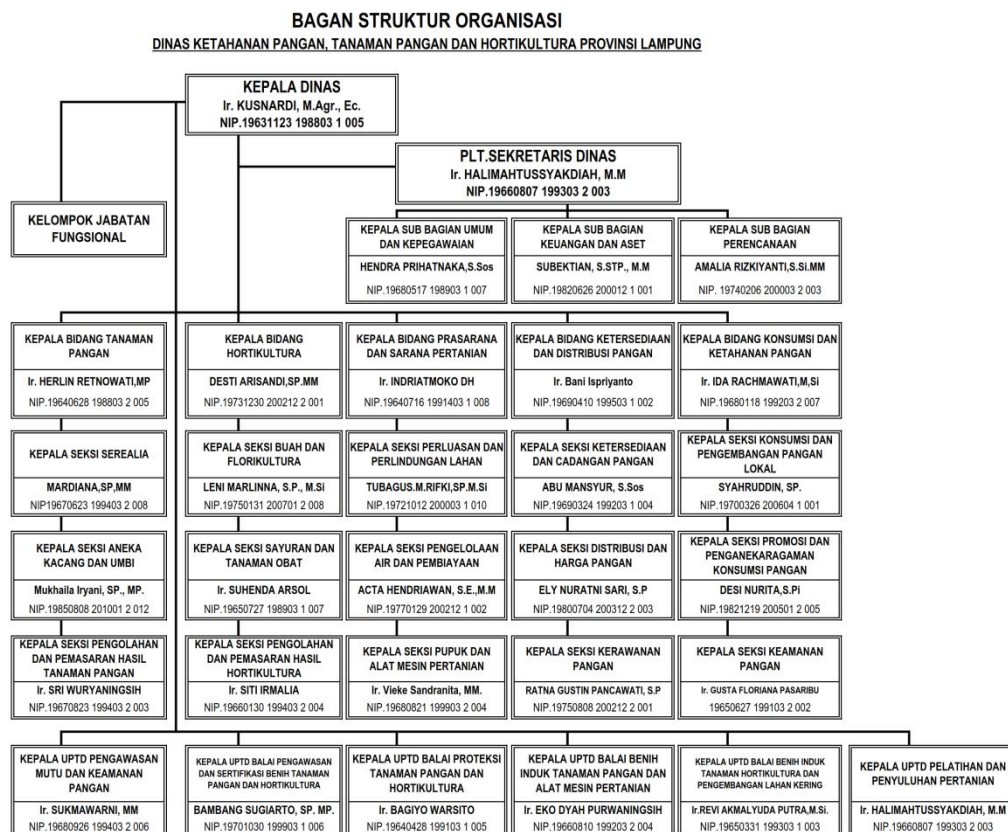 BAGAN STRUKTUR ORGANISASI
DINAS KETAHANAN PANGAN, TANAMAN PANGAN DAN HORTIKULTURA PROVINSI LAMPUNG
KEPALA DINAS
Ir. KUSNARDI, M.Agr., Ec.
NIP.19631123 198803 1 005
PLT.SEKRETARIS DINAS
Ir. HALIMAHTUSSYAKDIAH, M.M
NIP.19660807 199303 2 003
KELOMPOK JABATAN
FUNGSIONAL
KEPALA SUB BAGIAN UMUM
DAN KEPEGAWAIAN
HENDRA PRIHATNAKA,S.Sos
NIP.19680517 198903 1 007
KEPALA SUB BAGIAN
KEUANGAN DAN ASET
SUBEKTIAN, S.STP., M.M
NIP.19820626 200012 1 001
KEPALA SUB BAGIAN
PERENCANAAN
AMALIA RIZKIYANTI,S.Si.MM
NIP. 19740206 200003 2 003
KEPALA BIDANG TANAMAN
PANGAN
Ir. HERLIN RETNOWATI,MP
NIP.19640628 198803 2 005
KEPALA BIDANG
HORTIKULTURA
DESTI ARISANDI,SP.MM
NIP.19731230 200212 2 001
KEPALA BIDANG PRASARANA
DAN SARANA PERTANIAN
Ir. INDRIATMOKO DH
NIP.19640716 1991403 1 008
KEPALA BIDANG KETERSEDIAAN
DAN DISTRIBUSI PANGAN
Ir. Bani Ispriyanto
NIP.19690410 199503 1 002
KEPALA BIDANG KONSUMSI DAN
KETAHANAN PANGAN
Ir. IDA RACHMAWATI,M,Si
NIP.19680118 199203 2 007
KEPALA SEKSI SEREALIA
MARDIANA,SP,MM
NIP19670623 199403 2 008
KEPALA SEKSI BUAH DAN
FLORIKULTURA
LENI MARLINNA, S.P., M.Si
NIP.19750131 200701 2 008
KEPALA SEKSI PERLUASAN DAN
PERLINDUNGAN LAHAN
TUBAGUS.M.RIFKI,SP.M.Si
NIP.19721012 200003 1 010
KEPALA SEKSI KETERSEDIAAN
DAN CADANGAN PANGAN
ABU MANSYUR, S.Sos
NIP.19690324 199203 1 004
KEPALA SEKSI KONSUMSI DAN
PENGEMBANGAN PANGAN
LOKAL
SYAHRUDDIN, SP.
NIP.19700326 200604 1 001
KEPALA SEKSI ANEKA
KACANG DAN UMBI
Mukhaila Iryani, SP., MP.
NIP.19850808 201001 2 012
KEPALA SEKSI SAYURAN DAN
TANAMAN OBAT
Ir. SUHENDA ARSOL
NIP.19650727 198903 1 007
KEPALA SEKSI PENGELOLAAN
AIR DAN PEMBIAYAAN
ACTA HENDRIAWAN, S.E.,M.M
NIP.19770129 200212 1 002
KEPALA SEKSI DISTRIBUSI DAN
HARGA PANGAN
ELY NURATNI SARI, S.P
NIP.19800704 200312 2 003
KEPALA SEKSI PROMOSI DAN
PENGANEKARAGAMAN
KONSUMSI PANGAN
DESI NURITA,S.Pi
NIP.19821219 200501 2 005
KEPALA SEKSI PENGOLAHAN
DAN PEMASARAN HASIL
TANAMAN PANGAN
Ir. SRI WURYANINGSIH
NIP.19670823 199403 2 003
KEPALA SEKSI PENGOLAHAN
DAN PEMASARAN HASIL
HORTIKULTURA
Ir. SITI IRMALIA
NIP.19660130 199403 2 004
KEPALA SEKSI PUPUK DAN
ALAT MESIN PERTANIAN
Ir. Vieke Sandranita, MM.
NIP.19680821 199903 2 004
KEPALA SEKSI KERAWANAN
PANGAN
RATNA GUSTIN PANCAWATI, S.P
NIP.19750808 200212 2 001
KEPALA SEKSI KEAMANAN
PANGAN
Ir. GUSTA FLORIANA PASARIBU
19650627 199103 2 002
KEPALA UPTD PENGAWASAN
MUTU DAN KEAMANAN
PANGAN
Ir. SUKMAWARNI, MM
NIP.19680926 199403 2 006
KEPALA UPTD BALAI PENGAWASAN
DAN SERTIFIKASI BENIH TANAMAN
PANGAN DAN HORTIKULTURA
BAMBANG SUGIARTO, SP. MP.
NIP.19701030 199903 1 006
KEPALA UPTD BALAI PROTEKSI
TANAMAN PANGAN DAN
HORTIKULTURA
Ir. BAGIYO WARSITO
NIP.19640428 199103 1 005
KEPALA UPTD BALAI BENIH
INDUK TANAMAN PANGAN DAN
ALAT MESIN PERTANIAN
Ir. EKO DYAH PURWANINGSIH
NIP.19660810 199203 2 004
KEPALA UPTD BALAI BENIH INDUK
TANAMAN HORTIKULTURA DAN
PENGEMBANGAN LAHAN KERING
Ir.REVI AKMALYUDA PUTRA,M.Si.
NIP.19650331 199303 1 003
KEPALA UPTD PELATIHAN DAN
PENYULUHAN PERTANIAN
Ir. HALIMAHTUSSYAKDIAH, M.M
NIP.19660807 199303 2 003